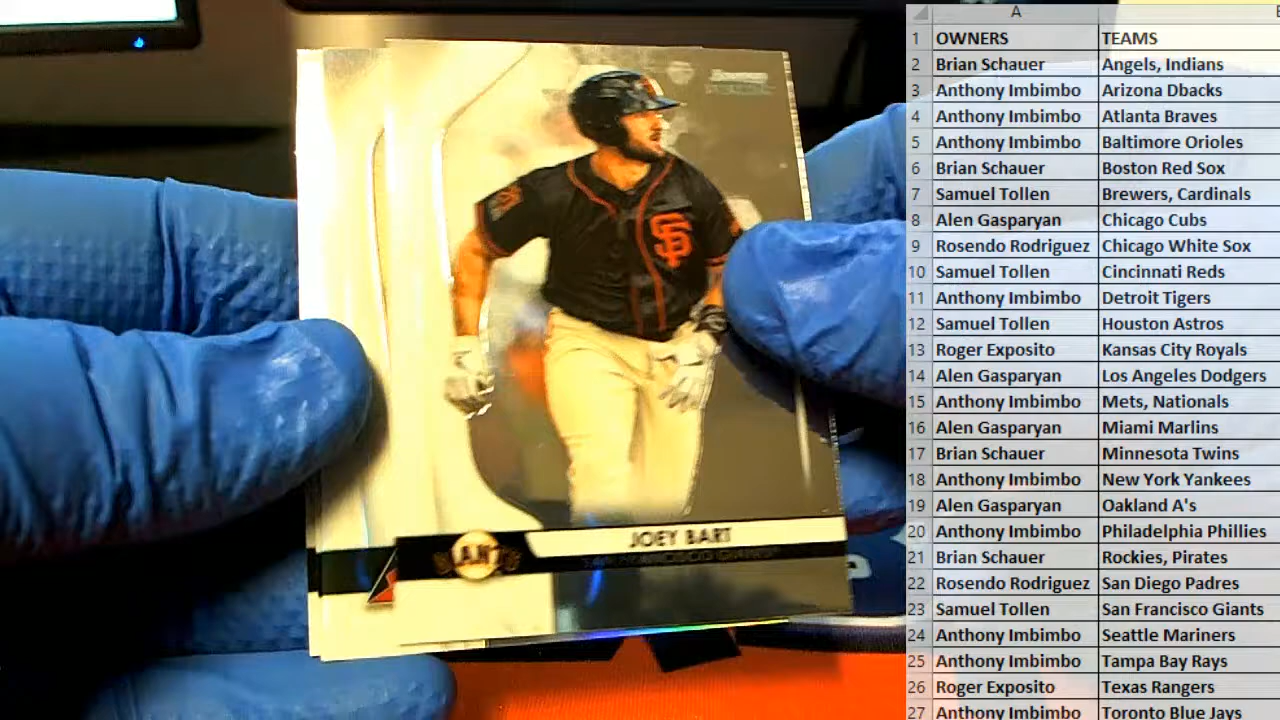 A
1 OWNERS TEAMS
2 Brian Schauer Angels, Indians
3 Anthony Imbimbo Arizona Dbacks
4 Anthony Imbimbo Atlanta Braves
5 Anthony Imbimbo Baltimore Orioles
6 Brian Schauer Boston Red Sox
7 Samuel Tollen Brewers, Cardinals
8 Alen Gasparyan Chicago Cubs
9 Rosendo Rodriguez Chicago White Sox
10 Samuel Tollen Cincinnati Reds
11 Anthony Imbimbo Detroit Tigers
12 Samuel Tollen Houston Astros
13 Roger Exposito Kansas City Royals
14 Alen Gasparyan Los Angeles Dodgers
15 Anthony Imbimbo Mets, Nationals
16 Alen Gasparyan Miami Marlins
17 Brian Schauer Minnesota Twins
18 Anthony Imbimbo New York Yankees
19 Alen Gasparyan Oakland A's
20 Anthony Imbimbo Philadelphia Phillies
21 Brian Schauer Rockies, Pirates
22 Rosendo Rodriguez San Diego Padres
23 Samuel Tollen San Francisco Giants
24 Anthony Imbimbo Seattle Mariners
25 Anthony Imbimbo Tampa Bay Rays
26 Roger Exposito Texas Rangers
27 Anthony Imbimbo Toronto Blue Jays
SF
JOEY BART
SAN FRANCISCO GIANTS
GIANTS